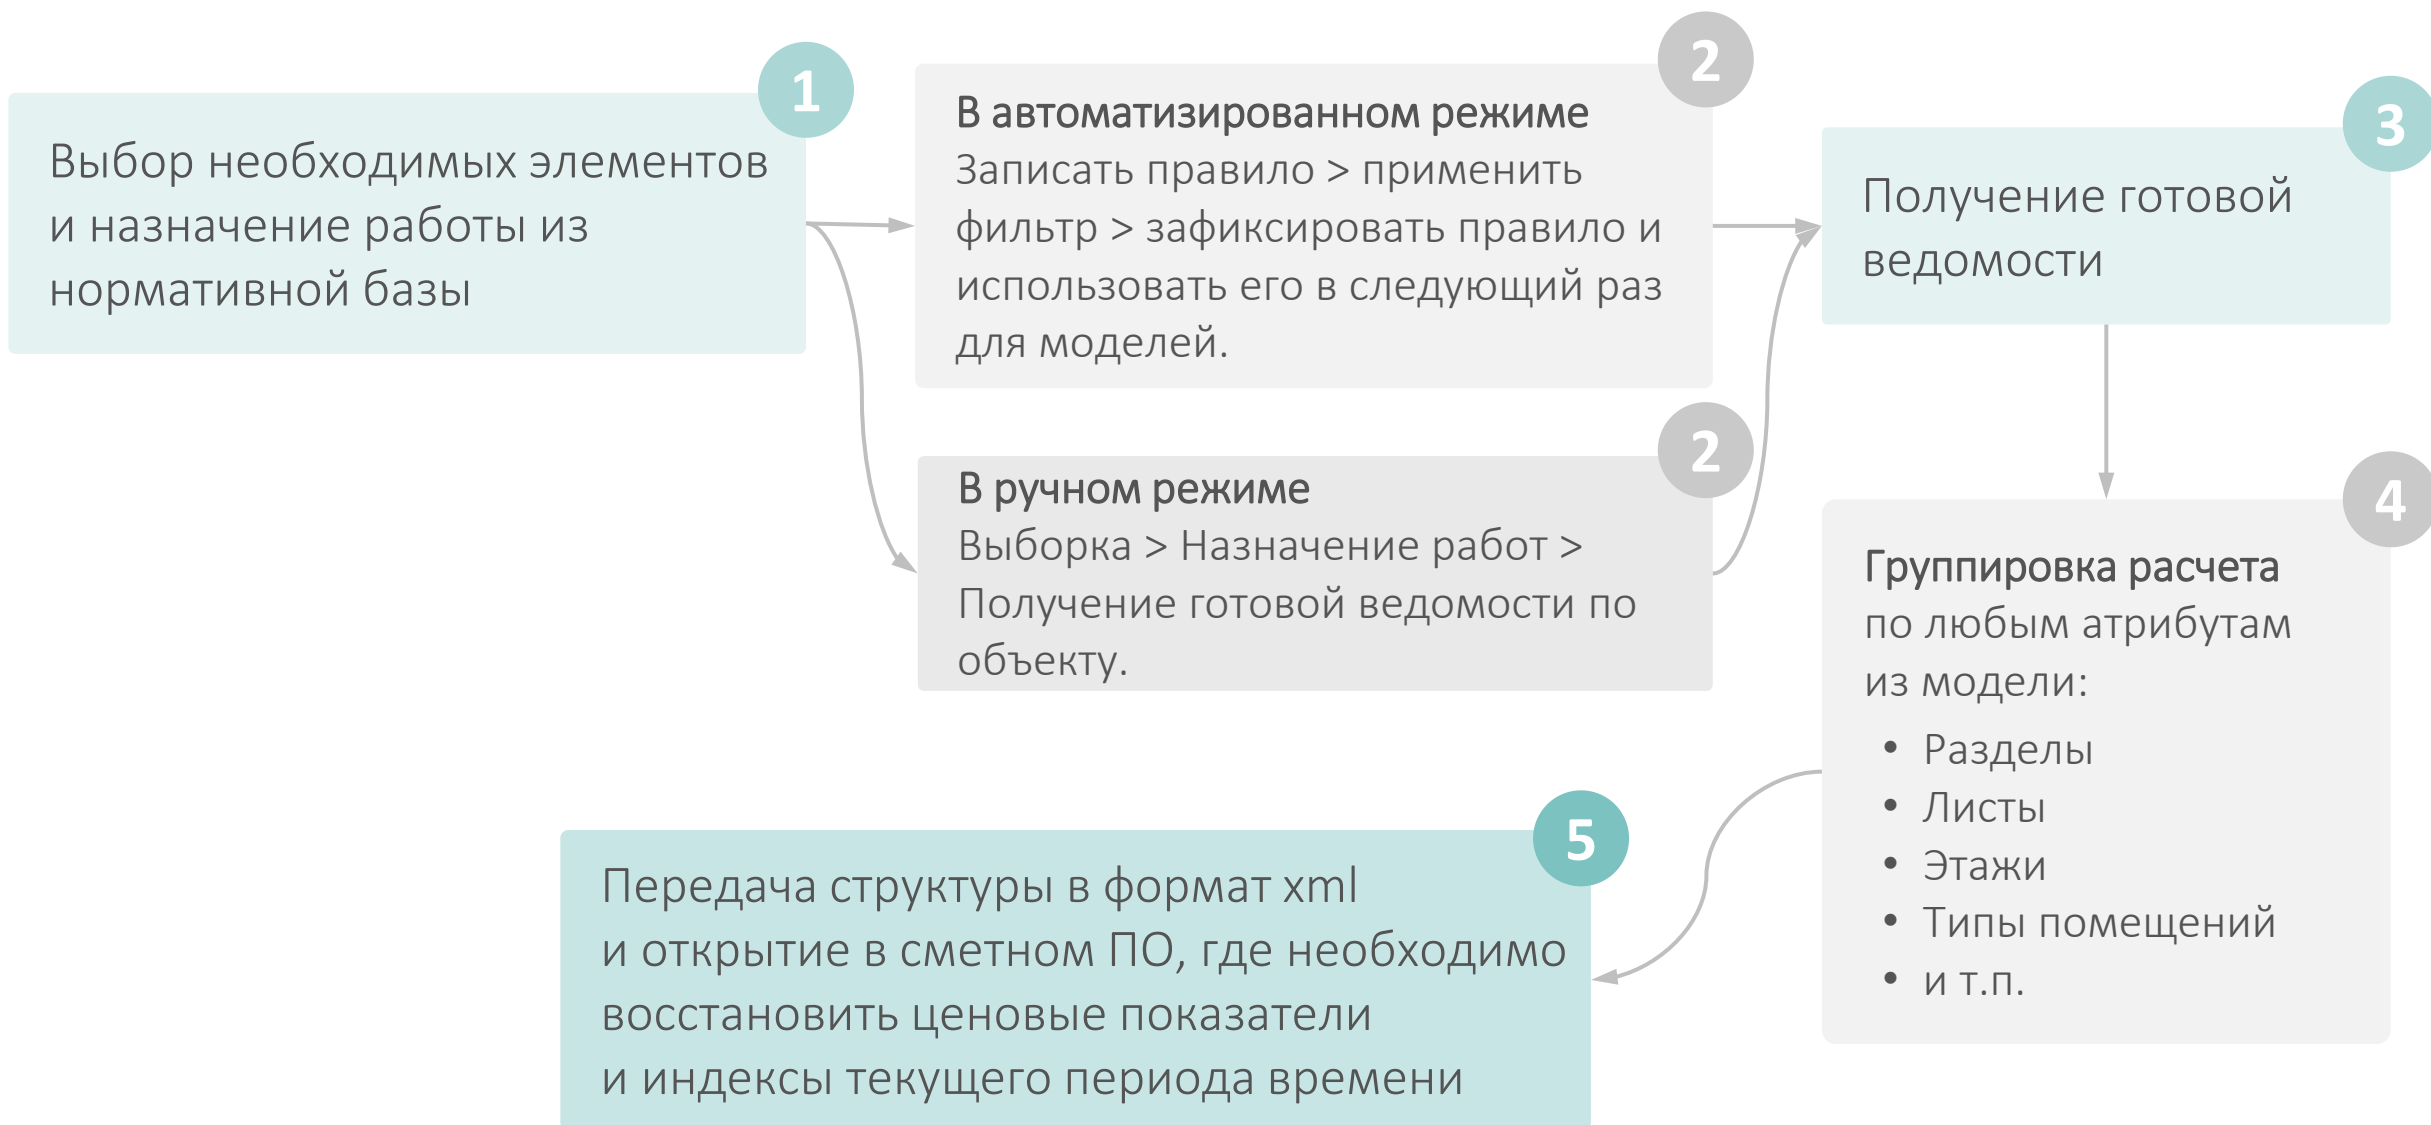 1
Выбор необходимых элементов
и назначение работы из
нормативной базы
2
В автоматизированном режиме
Записать правило > применить
фильтр > зафиксировать правило и
использовать его в следующий раз
для моделей.
2
В ручном режиме
Выборка > Назначение работ >
Получение готовой ведомости по
объекту.
3
Получение готовой
ведомости
4
Группировка расчета
по любым атрибутам
из модели:
• Разделы
• Листы
• Этажи
• Типы помещений
• и т.п.
5
Передача структуры в формат xml
и открытие в сметном ПО, где необходимо
восстановить ценовые показатели
и индексы текущего периода времени